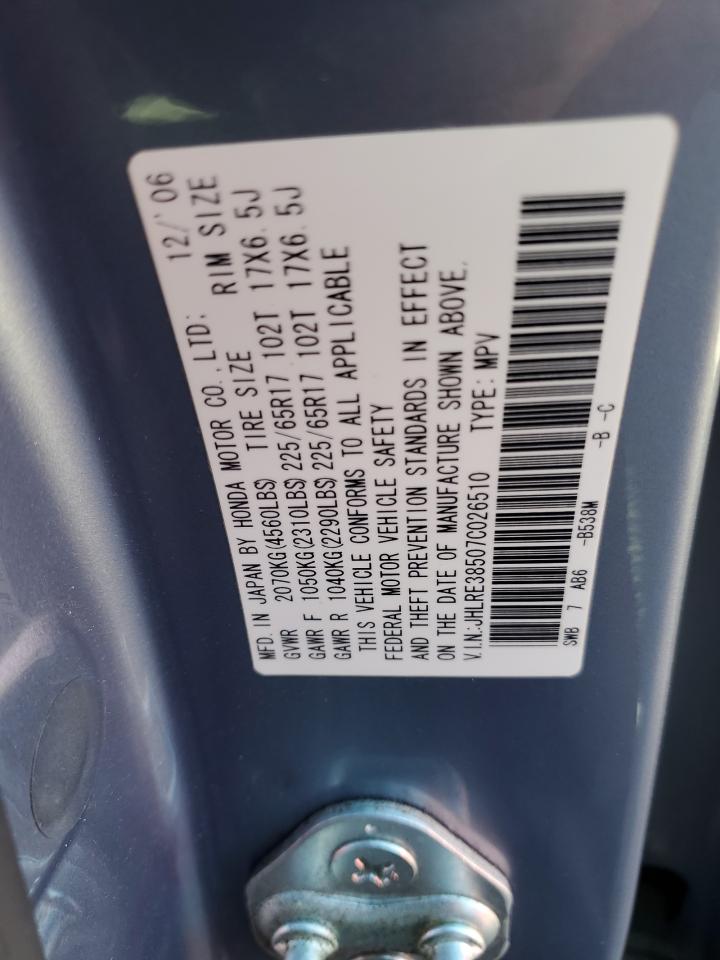 MFD. IN JAPAN BY HONDA MOTOR CO., LTD: 12/'06
GVWR 2070KG(4560LBS) TIRE SIZE RIM SIZE
GAWR F 1050KG(2310LBS) 225/65R17 102T 17X6.5J
GAWR R 1040KG(2290LBS) 225/65R17 102T 17X6.5J
THIS VEHICLE CONFORMS TO ALL APPLICABLE
FEDERAL MOTOR VEHICLE SAFETY
AND THEFT PREVENTION STANDARDS IN EFFECT
ON THE DATE OF MANUFACTURE SHOWN ABOVE.
V.I.N:JHLRE38507C026510 TYPE:MPV
SWB 7 AB6 -B538M -B -C